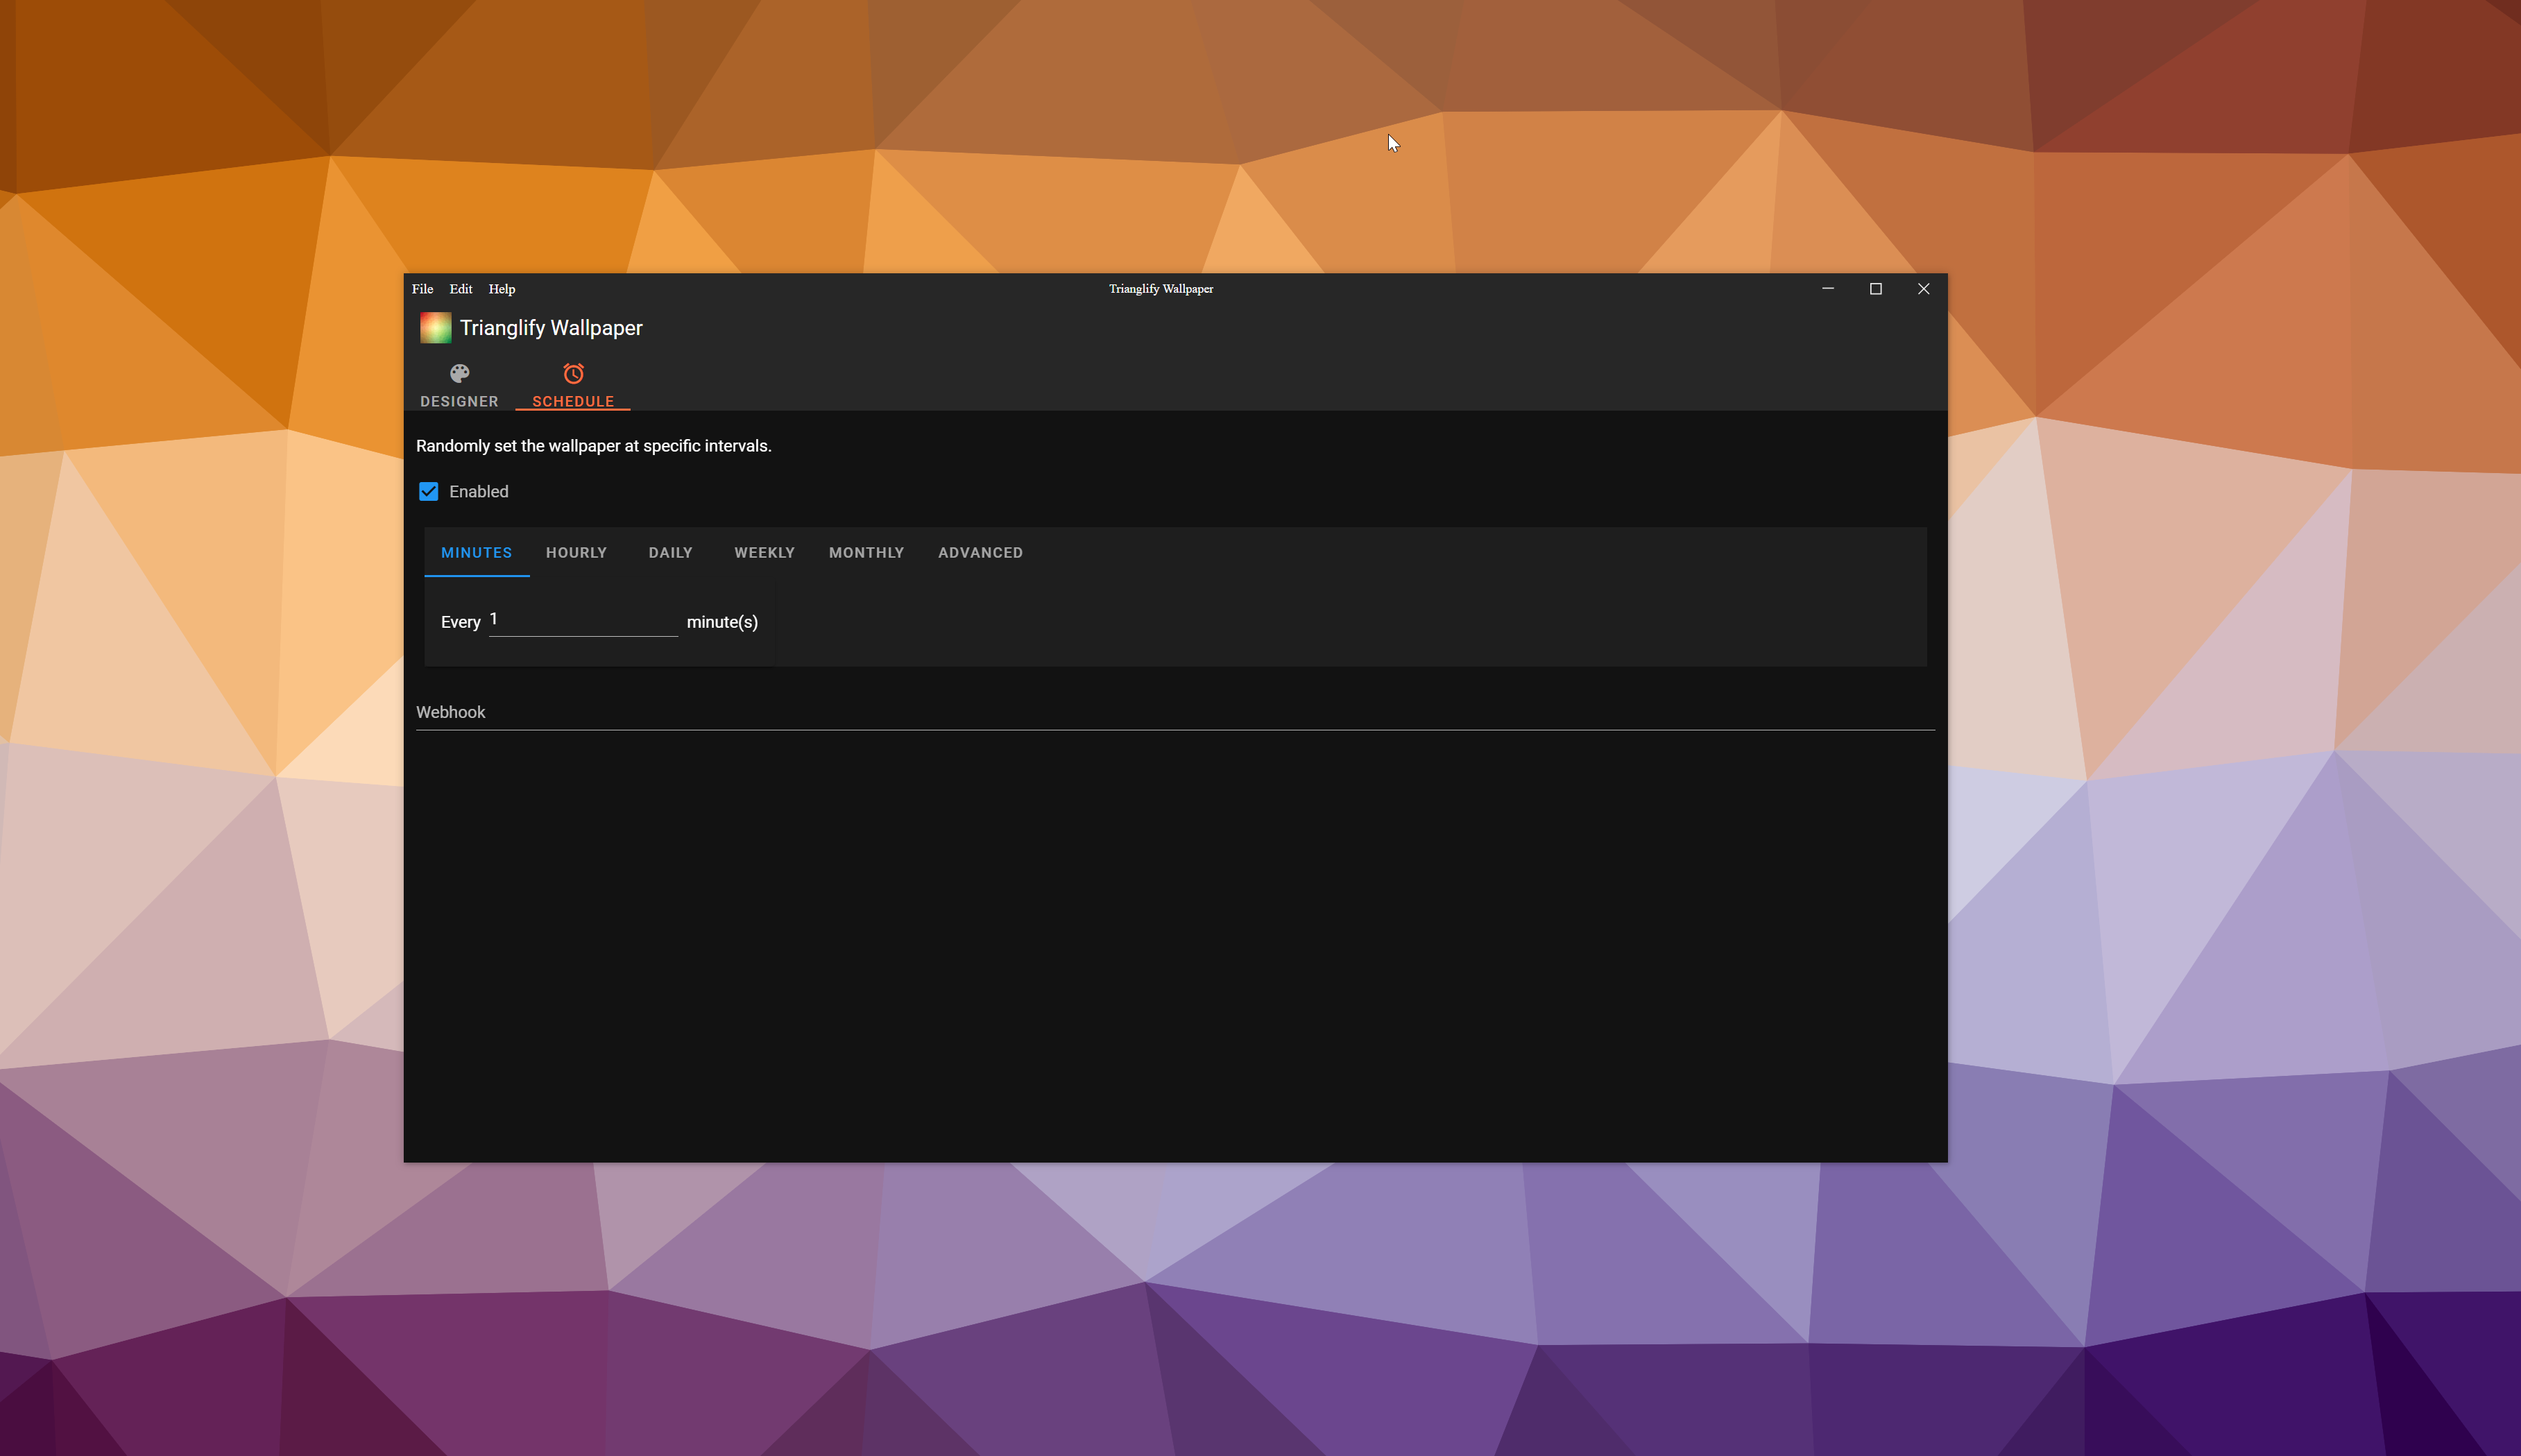 File Edit Help Trianglify Wallpaper
Trianglify Wallpaper
DESIGNER SCHEDULE
Randomly set the wallpaper at specific intervals.
Enabled
MINUTES HOURLY DAILY WEEKLY MONTHLY ADVANCED
Every 1 minute(s)
Webhook